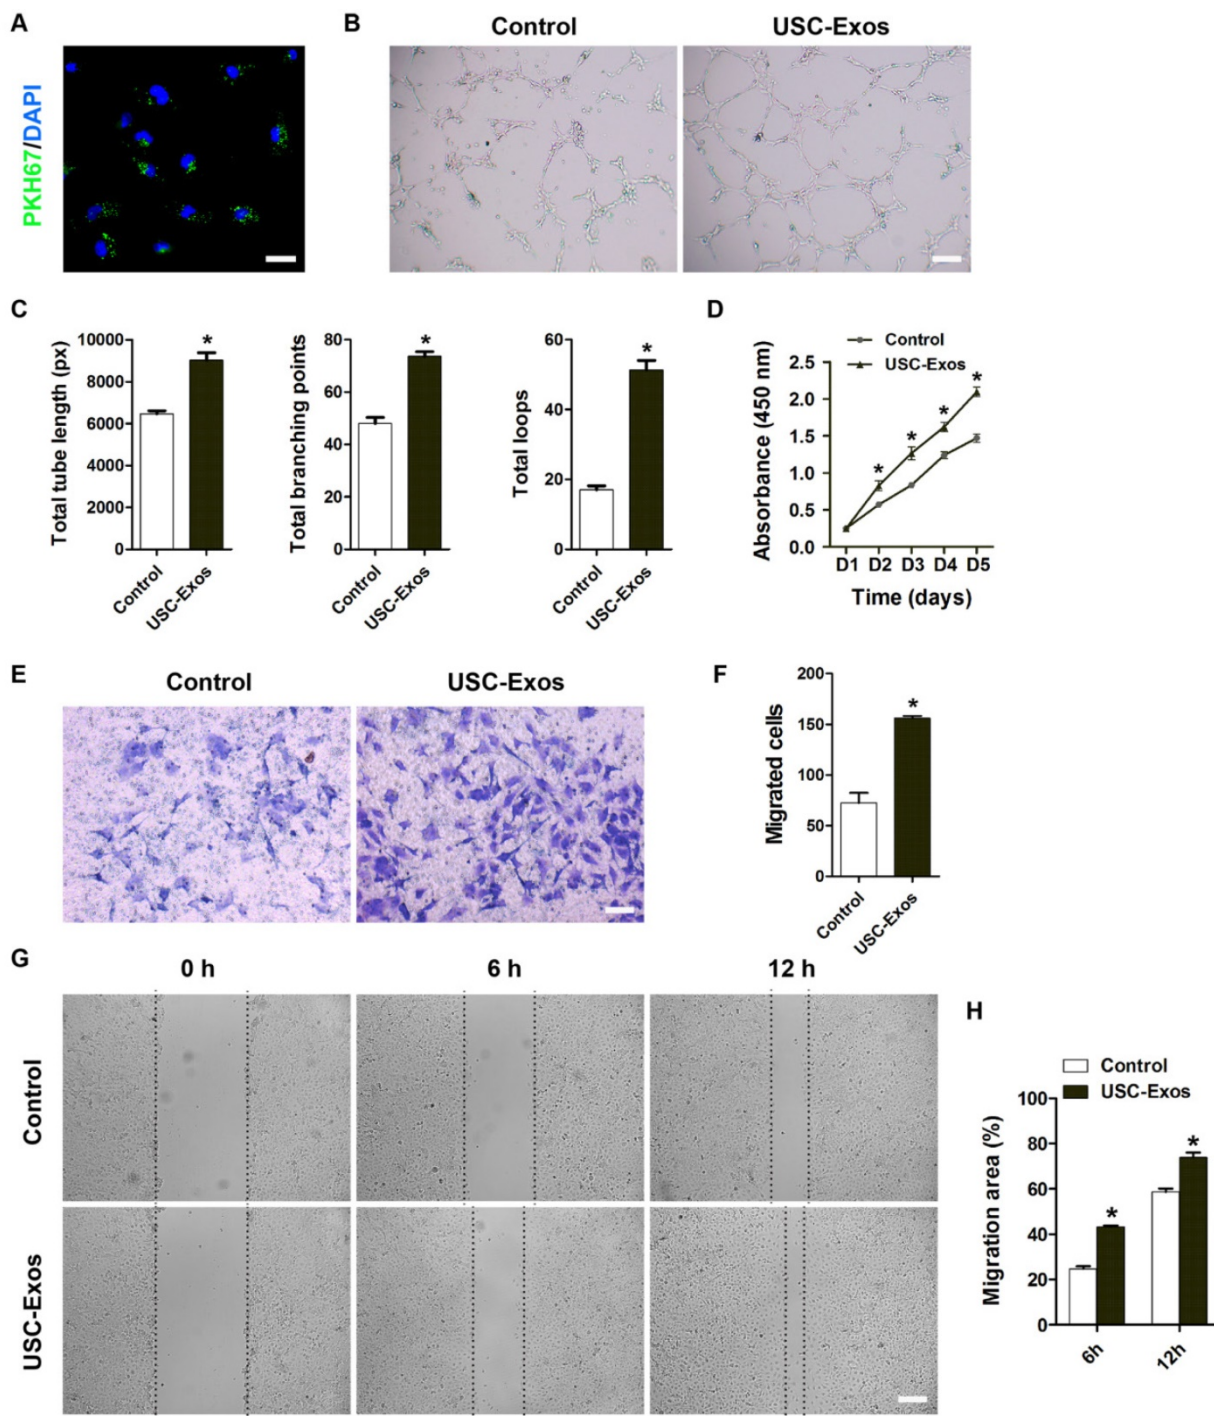 A
PKH67/DAPI
B
Control
USC-Exos
C
Total tube length (px)
10000
8000
6000
4000
2000
0
*
Control
USC-Exos
Total branching points
80
60
40
20
0
*
Control
USC-Exos
Total loops
60
40
20
0
*
Control
USC-Exos
D
Control
USC-Exos
Absorbance (450 nm)
2.5
2.0
1.5
1.0
0.5
0.0
* * * *
D1 D2 D3 D4 D5
Time (days)
E
Control
USC-Exos
F
Migrated cells
200
150
100
50
0
*
Control
USC-Exos
G
0 h
6 h
12 h
Control
USC-Exos
H
Control
USC-Exos
Migration area (%)
100
80
60
40
20
0
* *
6h
12h